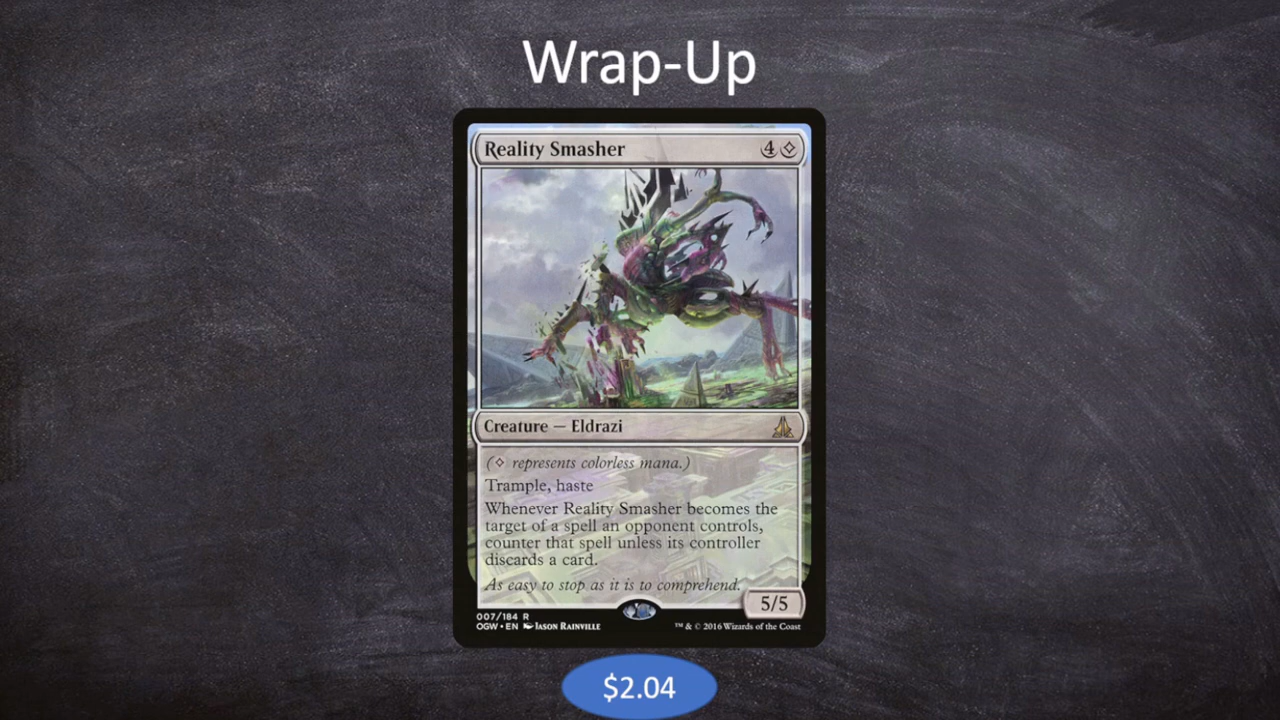 Wrap-Up
Reality Smasher 4
Creature — Eldrazi
( represents colorless mana.)
Trample, haste
Whenever Reality Smasher becomes the
target of a spell an opponent controls,
counter that spell unless its controller
discards a card.
As easy to stop as it is to comprehend.
5/5
007/184 R
OGW • EN JASON RAINVILLE
™ & © 2016 Wizards of the Coast
$2.04